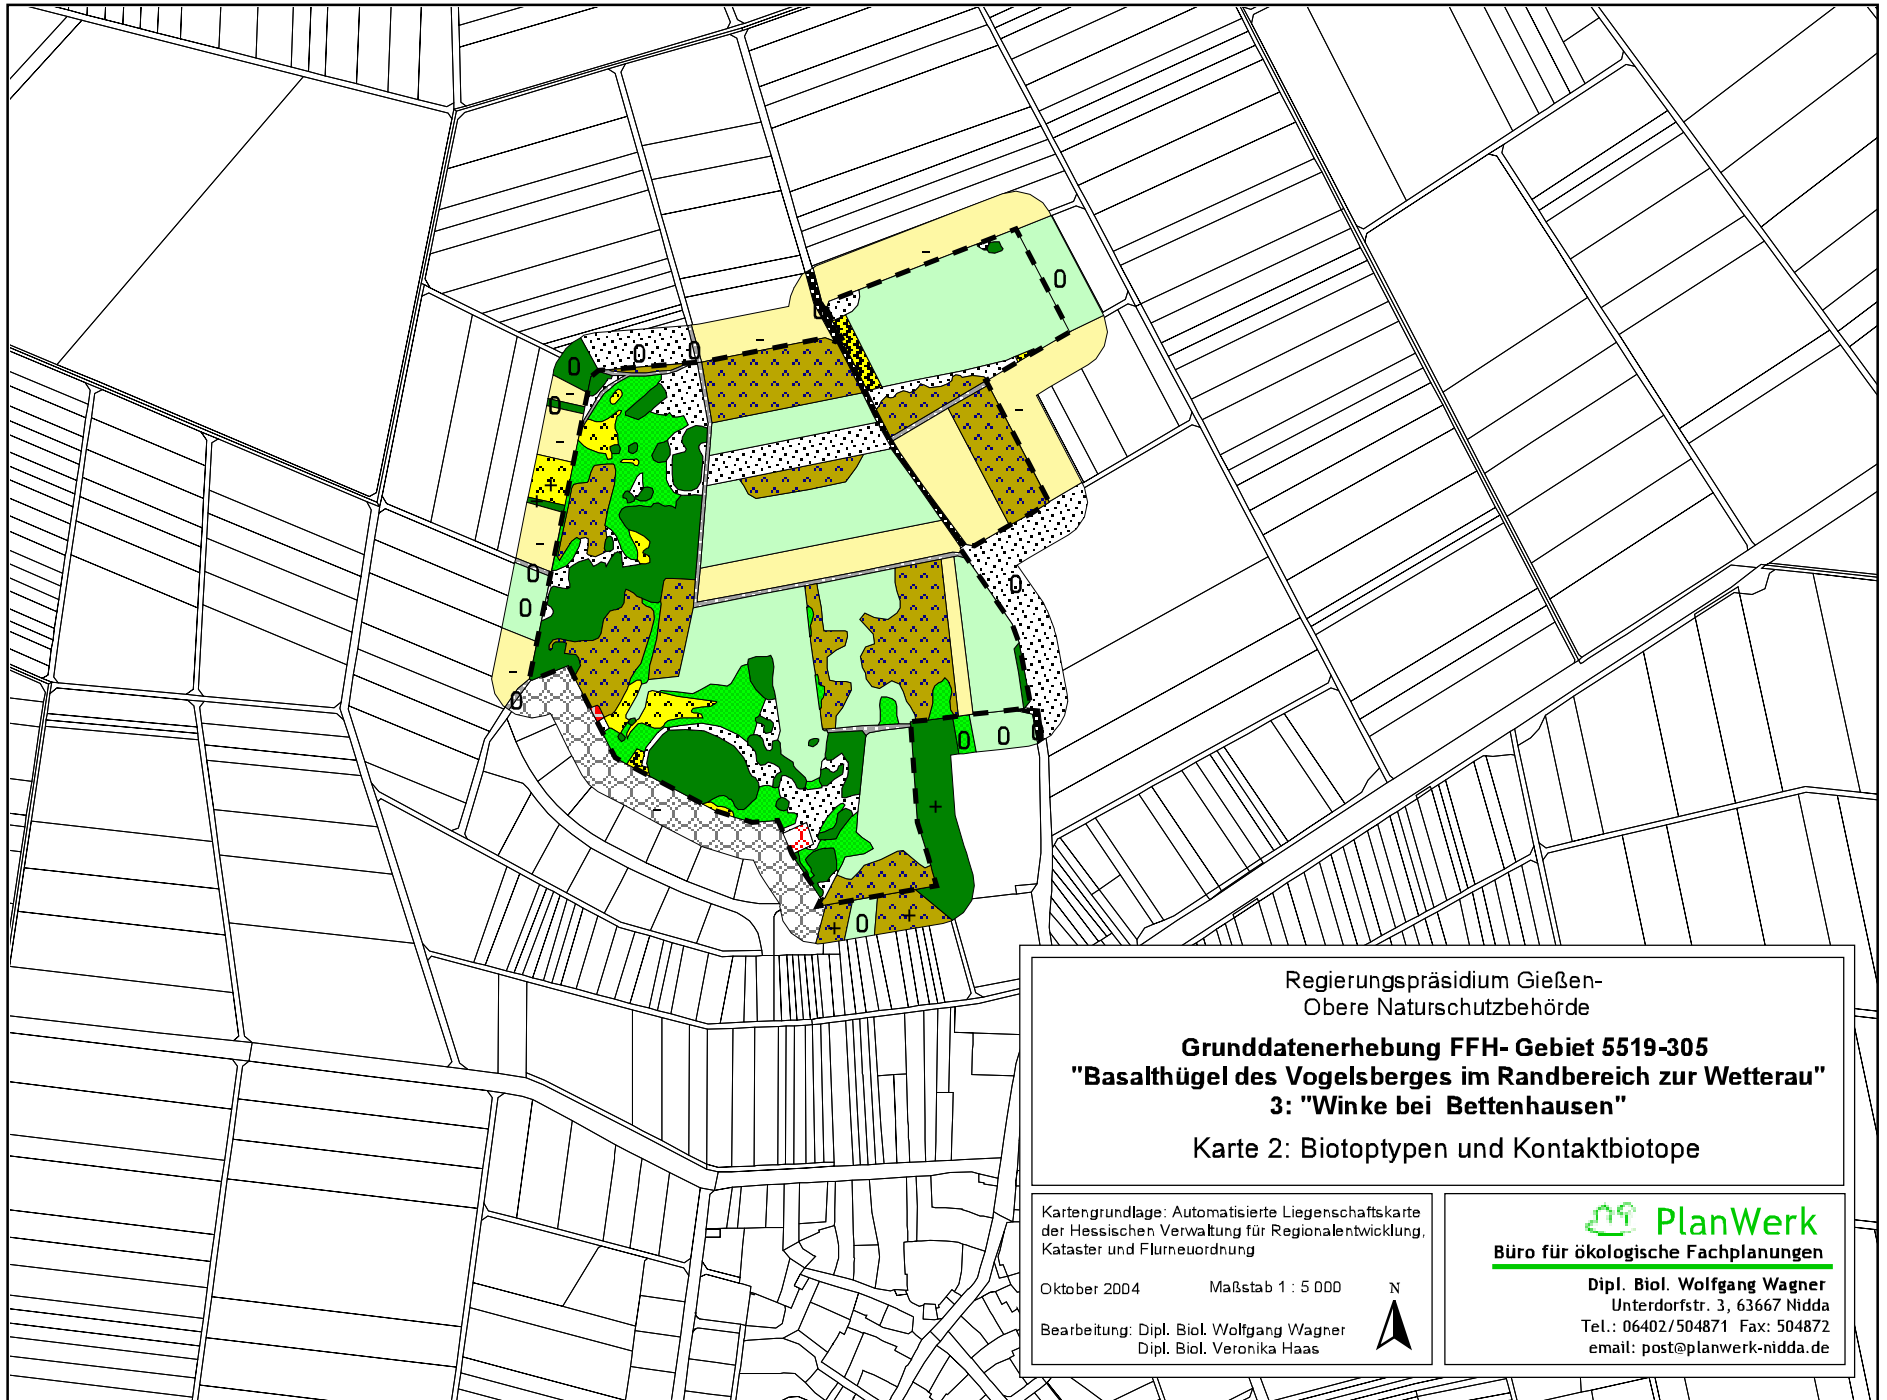 Regierungspräsidium Gießen-
Obere Naturschutzbehörde
Grunddatenerhebung FFH- Gebiet 5519-305
"Basalthügel des Vogelsberges im Randbereich zur Wetterau"
3: "Winke bei Bettenhausen"
Karte 2: Biotoptypen und Kontaktbiotope
Kartengrundlage: Automatisierte Liegenschaftskarte
der Hessischen Verwaltung für Regionalentwicklung,
Kataster und Flurneuordnung
Oktober 2004 Maßstab 1 : 5 000
N
Bearbeitung: Dipl. Biol. Wolfgang Wagner
Dipl. Biol. Veronika Haas
PlanWerk
Büro für ökologische Fachplanungen
Dipl. Biol. Wolfgang Wagner
Unterdorfstr. 3, 63667 Nidda
Tel.: 06402/504871 Fax: 504872
email: post@planwerk-nidda.de